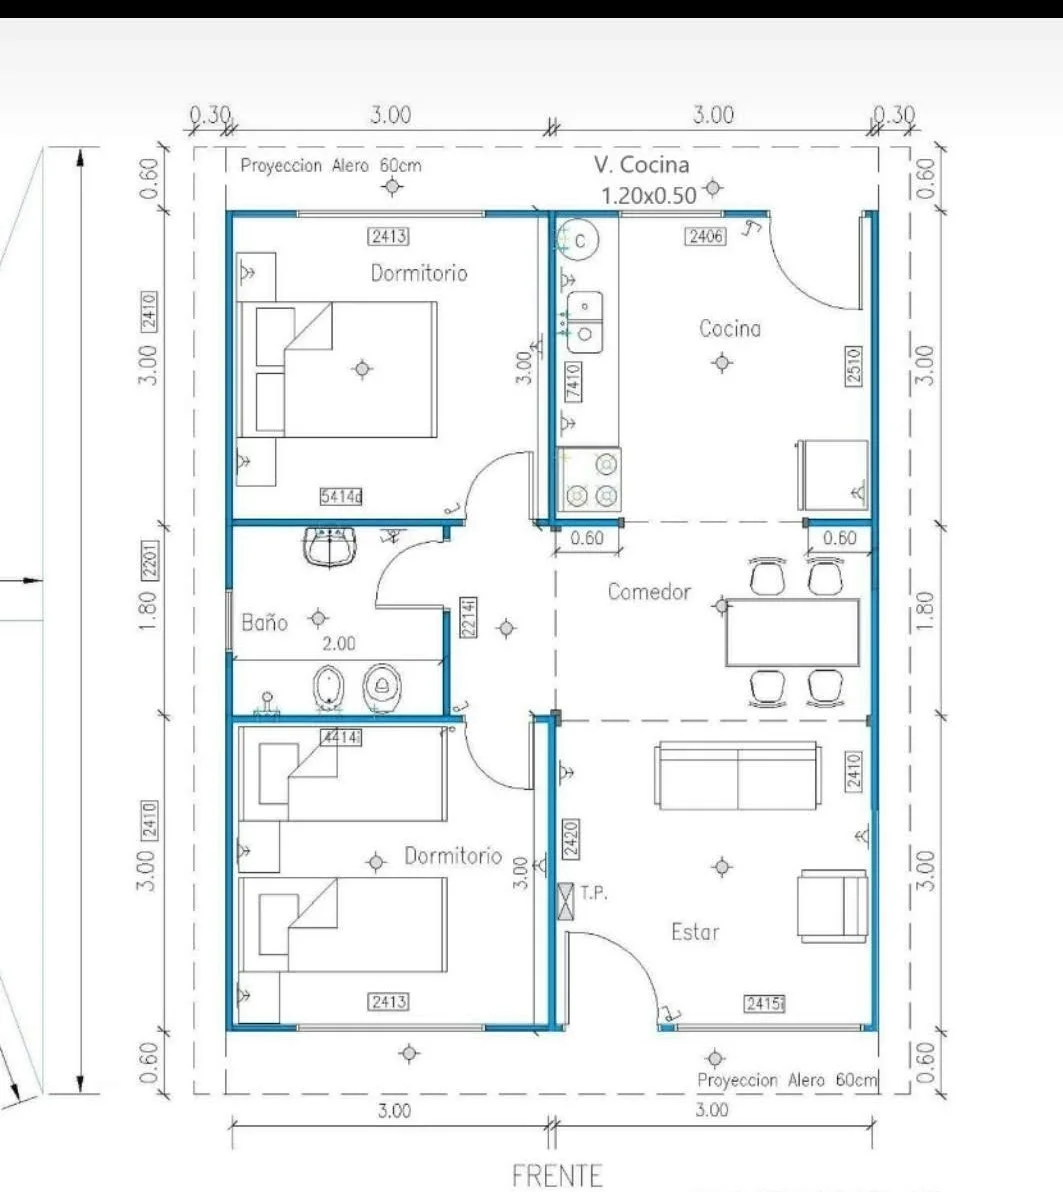 0.30 3.00 3.00 0.30
0.60 Proyeccion Alero 60cm V. Cocina 0.60
1.20x0.50
2413 2406
Dormitorio
2410 Cocina
3.00 3.00 7410 2510 3.00
C
5414d
0.60 0.60
2201 Comedor
1.80 Baño 2214i 1.80
2.00
4414i
2410 2420 2410
3.00 Dormitorio 3.00 3.00
T.P.
Estar
2413 2415i
0.60 Proyeccion Alero 60cm 0.60
3.00 3.00
FRENTE